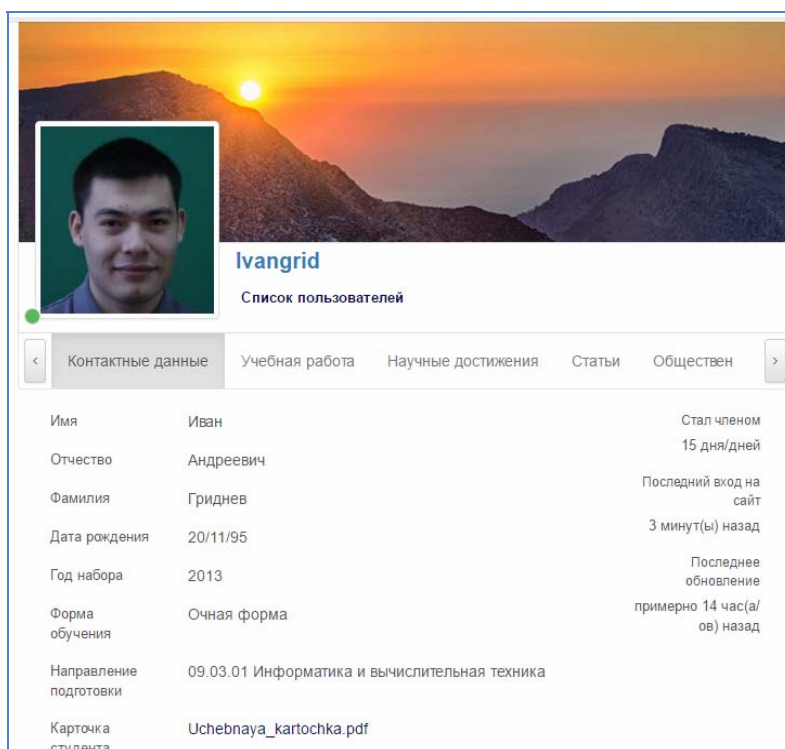 Ivangrid
Список пользователей
‹ Контактные данные Учебная работа Научные достижения Статьи Обществен ›
Имя Иван
Отчество Андреевич
Фамилия Гриднев
Дата рождения 20/11/95
Год набора 2013
Форма
обучения Очная форма
Направление
подготовки 09.03.01 Информатика и вычислительная техника
Карточка
студента Uchebnaya_kartochka.pdf
Стал членом
15 дня/дней
Последний вход на
сайт
3 минут(ы) назад
Последнее
обновление
примерно 14 час(а/
ов) назад